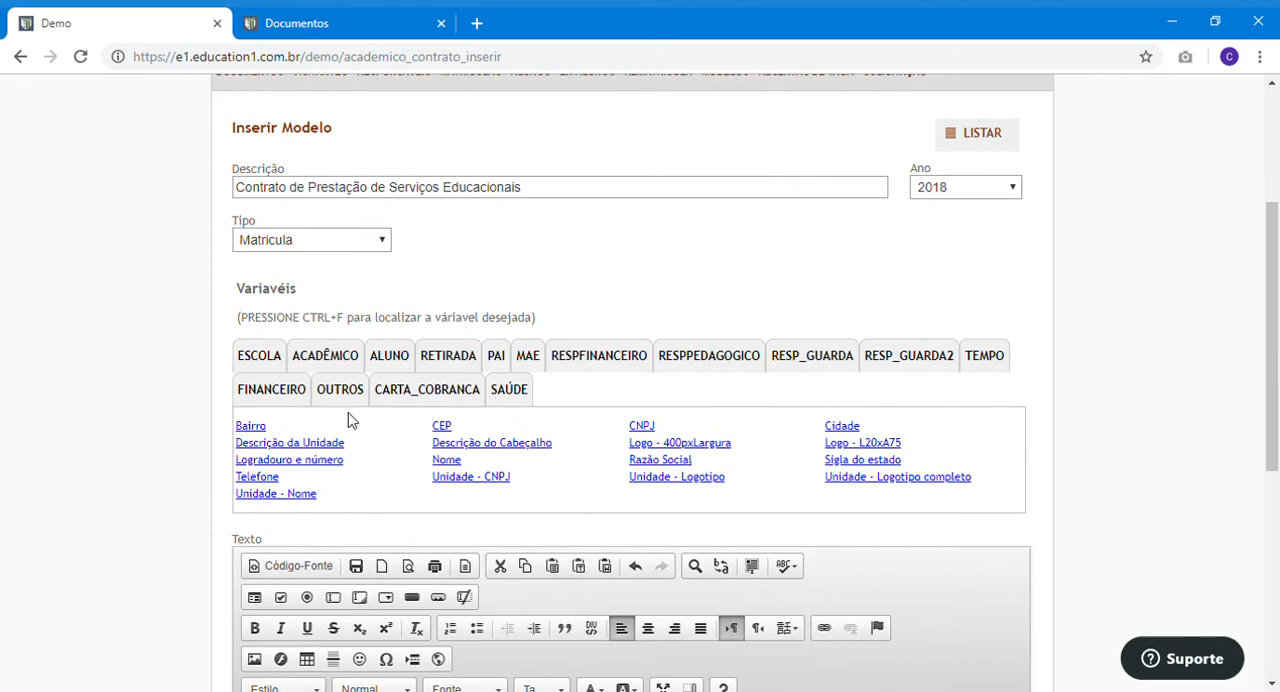 Demo
Documentos
https://e1.education1.com.br/demo/academico_contrato_inserir
C
Inserir Modelo
LISTAR
Descrição
Ano
Contrato de Prestação de Serviços Educacionais
2018
Tipo
Matricula
Variavéis
(PRESSIONE CTRL+F para localizar a váriavel desejada)
ESCOLA ACADÊMICO ALUNO RETIRADA PAI MAE RESPFINANCEIRO RESPPEDAGOGICO RESP_GUARDA RESP_GUARDA2 TEMPO
FINANCEIRO OUTROS CARTA_COBRANCA SAÚDE
Bairro CEP CNPJ Cidade
Descrição da Unidade Descrição do Cabeçalho Logo - 400pxLargura Logo - L20xA75
Logradouro e número Nome Razão Social Sigla do estado
Telefone Unidade - CNPJ Unidade - Logotipo Unidade - Logotipo completo
Unidade - Nome
Texto
Código-Fonte
Estilo Normal Fonte Ta...
Suporte